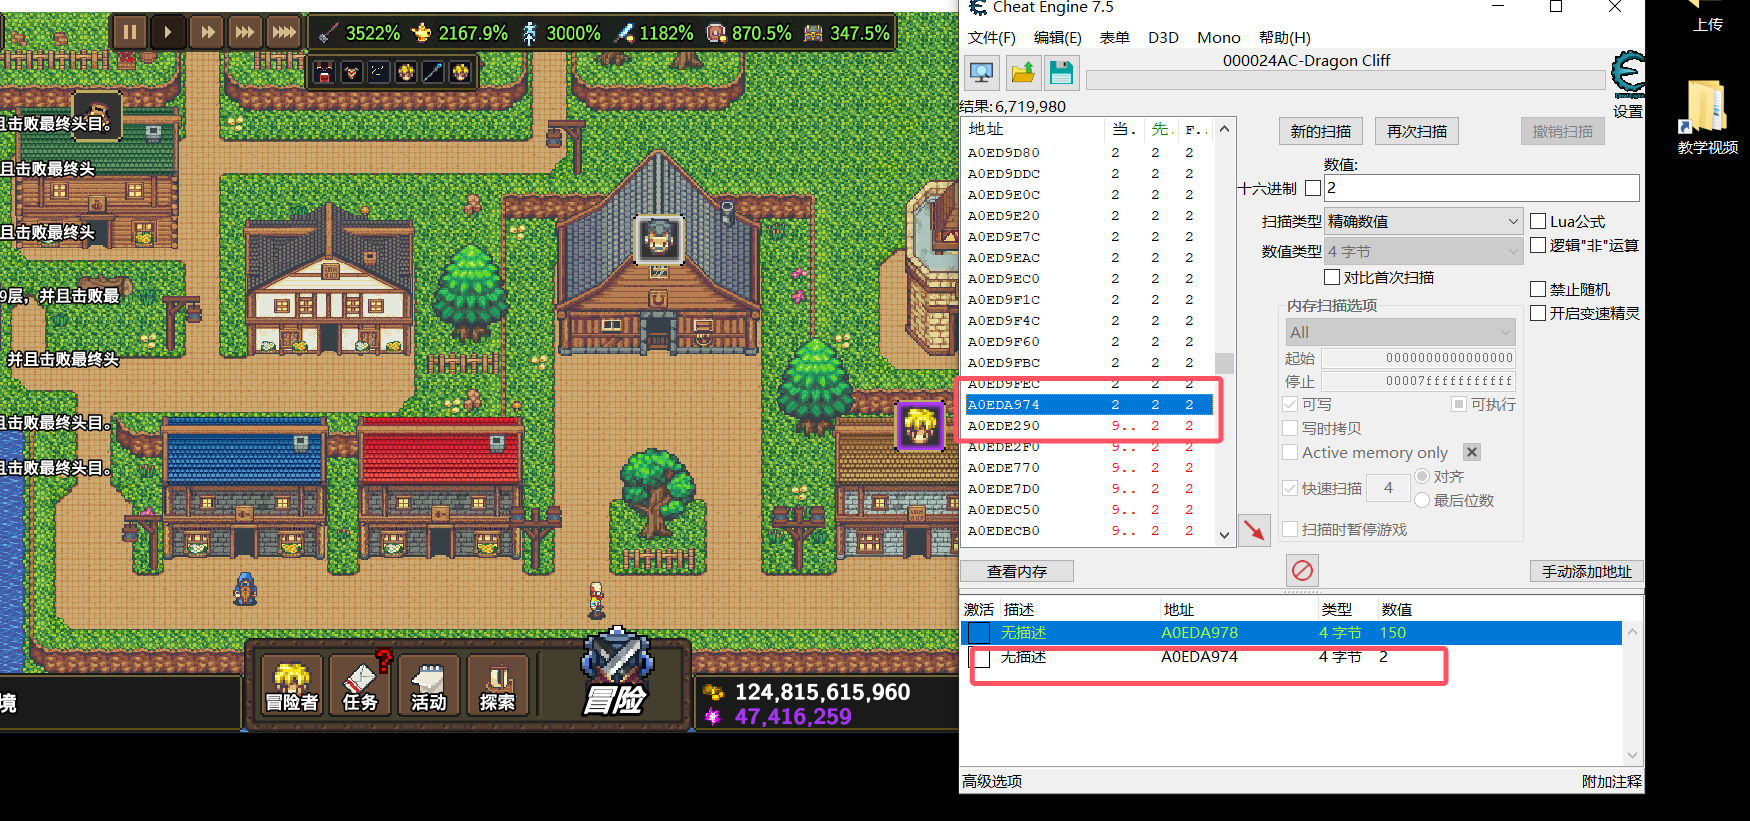 3522%
2167.9%
3000%
1182%
870.5%
347.5%
且击败最终头目。
且击败最终头
且击败最终头
9层，并且击败最
并且击败最终头
且击败最终头目。
且击败最终头目。
境
冒险者
任务
活动
探索
冒险
124,815,615,960
47,416,259
Cheat Engine 7.5
文件(F) 编辑(E) 表单 D3D Mono 帮助(H)
000024AC-Dragon Cliff
设置
结果:6,719,980
地址 当. 先. F..
A0ED9D80 2 2 2
A0ED9DDC 2 2 2
A0ED9E0C 2 2 2
A0ED9E20 2 2 2
A0ED9E7C 2 2 2
A0ED9EAC 2 2 2
A0ED9EC0 2 2 2
A0ED9F1C 2 2 2
A0ED9F4C 2 2 2
A0ED9F60 2 2 2
A0ED9FBC 2 2 2
A0ED9FEC 2 2 2
A0EDA974 2 2 2
A0EDE290 9.. 2 2
A0EDE2F0 9.. 2 2
A0EDE770 9.. 2 2
A0EDE7D0 9.. 2 2
A0EDEC50 9.. 2 2
A0EDECB0 9.. 2 2
新的扫描 再次扫描 撤销扫描
数值:
十六进制 2
扫描类型 精确数值
Lua公式
数值类型 4 字节
逻辑"非"运算
对比首次扫描
禁止随机
开启变速精灵
内存扫描选项
All
起始 0000000000000000
停止 00007fffffffffff
可写 可执行
写时拷贝
Active memory only
快速扫描 4 对齐
最后位数
扫描时暂停游戏
查看内存
手动添加地址
激活 描述 地址 类型 数值
无描述 A0EDA978 4 字节 150
无描述 A0EDA974 4 字节 2
高级选项
附加注释
上传
教学视频